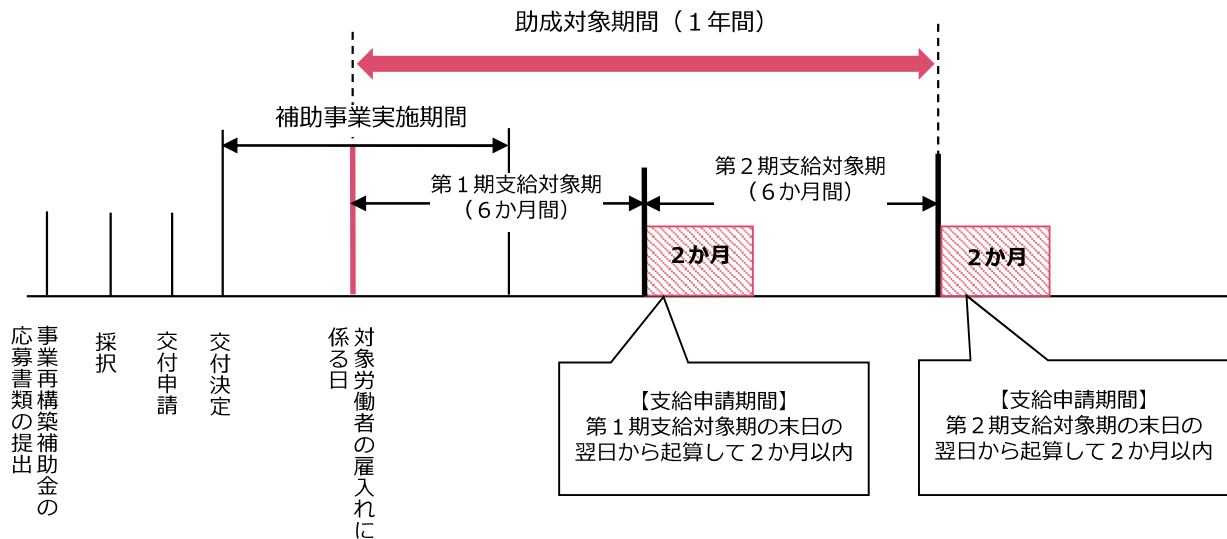 助成対象期間（１年間）
補助事業実施期間
第１期支給対象期
（６か月間）
第２期支給対象期
（６か月間）
２か月
２か月
事業再構築補助金の
応募書類の提出
採択
交付申請
交付決定
対象労働者の雇入れに
係る日
【支給申請期間】
第１期支給対象期の末日の
翌日から起算して２か月以内
【支給申請期間】
第２期支給対象期の末日の
翌日から起算して２か月以内